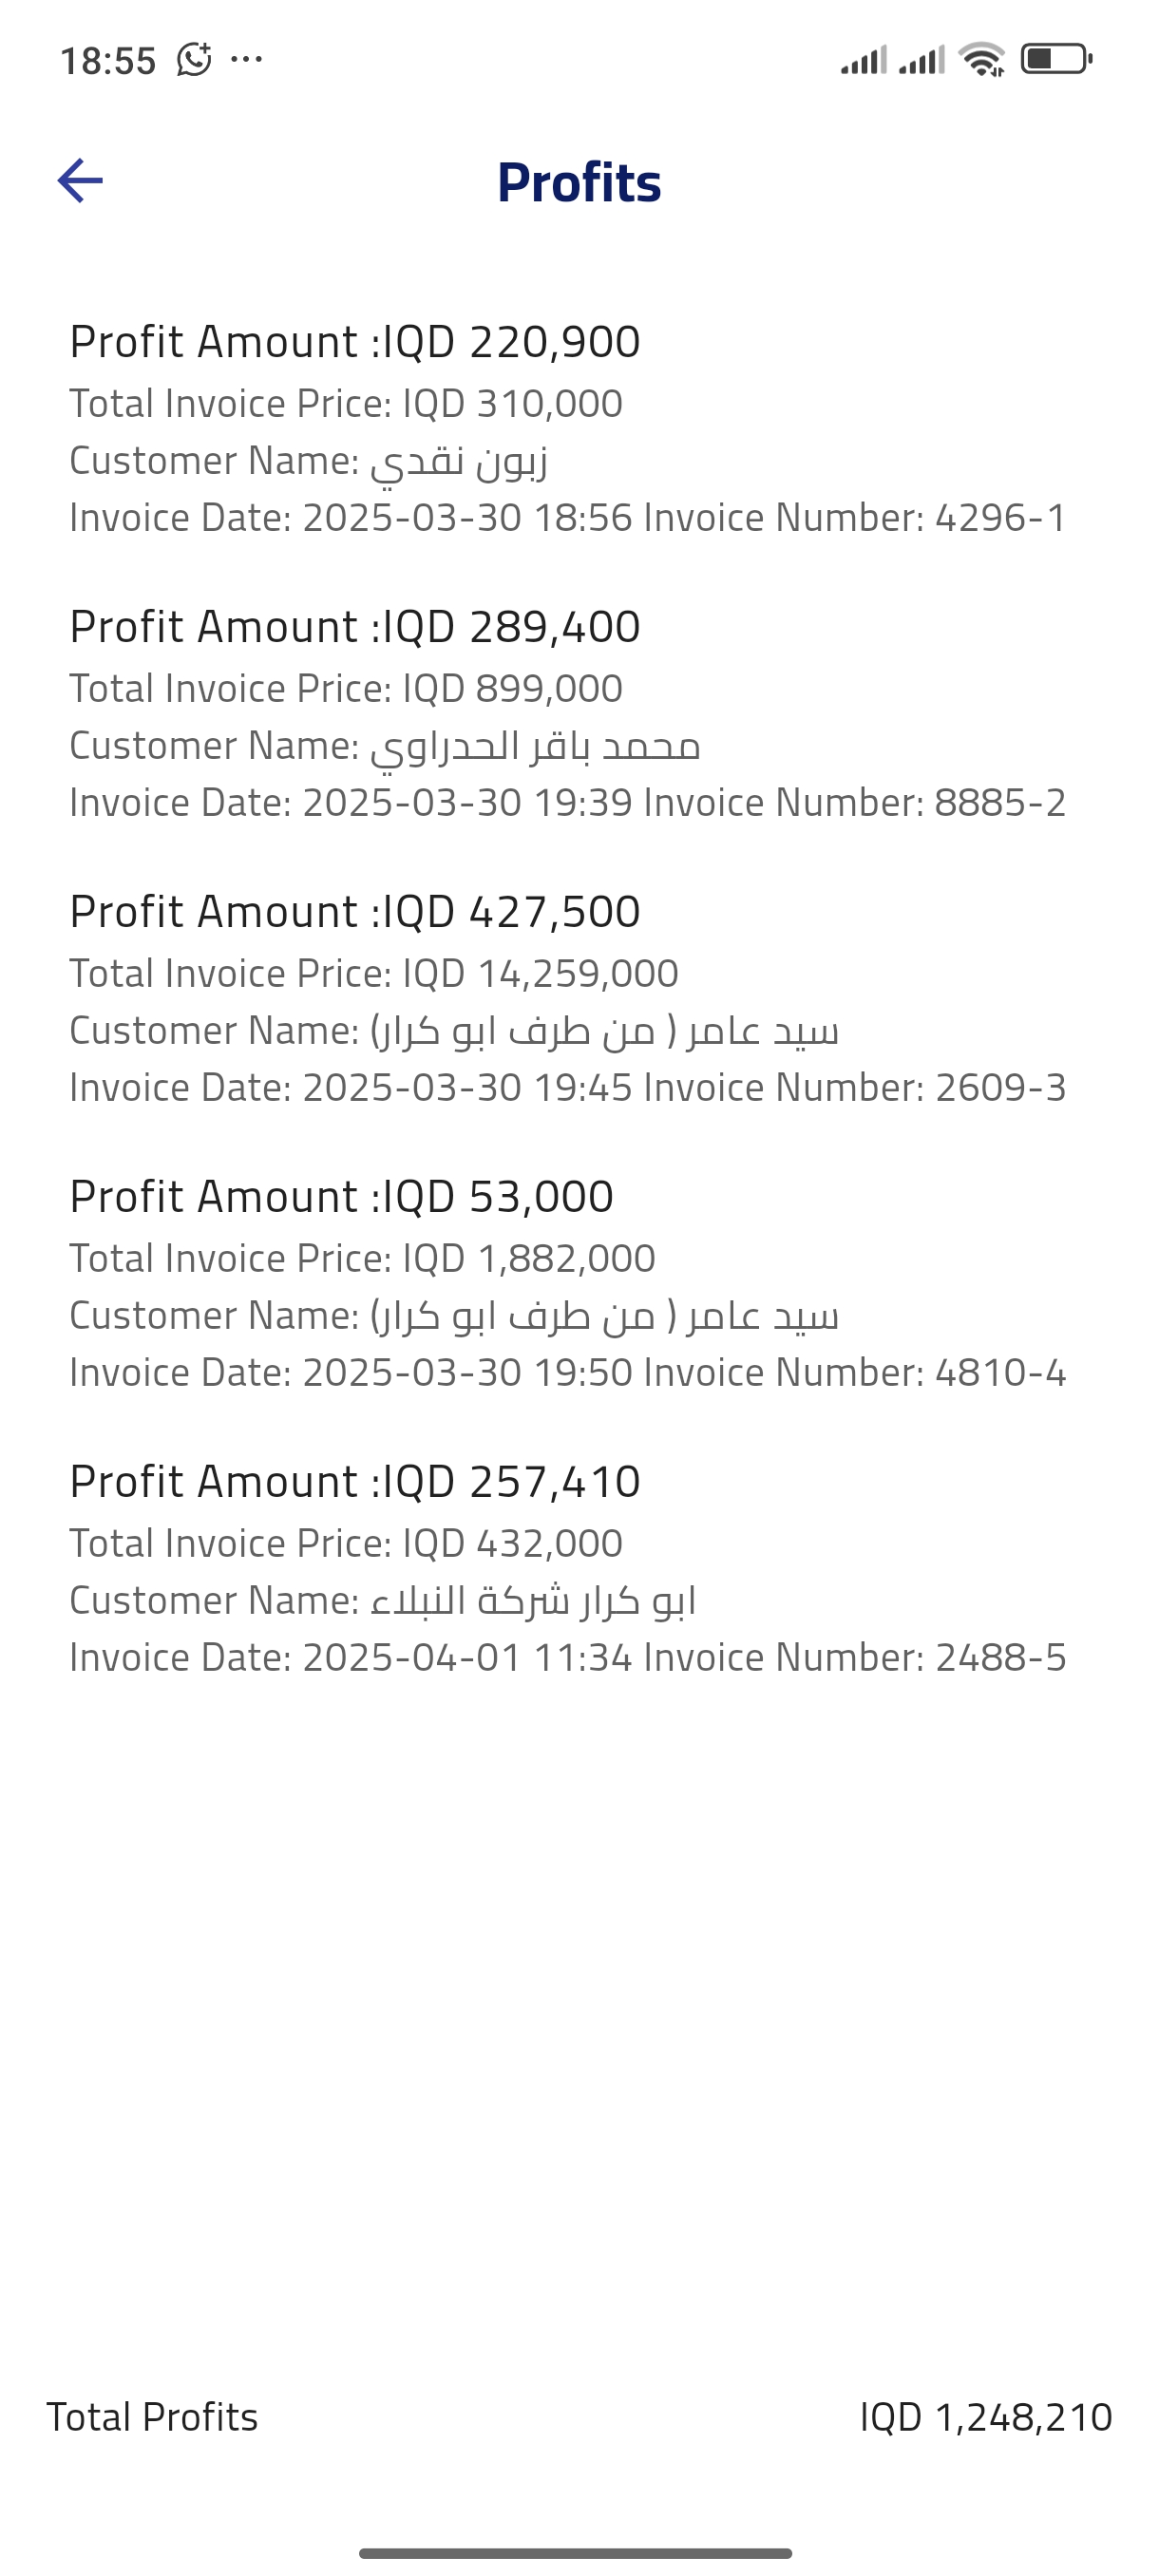 18:55
Profits
Profit Amount :IQD 220,900
Total Invoice Price: IQD 310,000
Customer Name: زبون نقدي
Invoice Date: 2025-03-30 18:56 Invoice Number: 4296-1
Profit Amount :IQD 289,400
Total Invoice Price: IQD 899,000
Customer Name: محمد باقر الحدراوي
Invoice Date: 2025-03-30 19:39 Invoice Number: 8885-2
Profit Amount :IQD 427,500
Total Invoice Price: IQD 14,259,000
Customer Name: سيد عامر ( من طرف ابو كرار)
Invoice Date: 2025-03-30 19:45 Invoice Number: 2609-3
Profit Amount :IQD 53,000
Total Invoice Price: IQD 1,882,000
Customer Name: سيد عامر ( من طرف ابو كرار)
Invoice Date: 2025-03-30 19:50 Invoice Number: 4810-4
Profit Amount :IQD 257,410
Total Invoice Price: IQD 432,000
Customer Name: ابو كرار شركة النبلاء
Invoice Date: 2025-04-01 11:34 Invoice Number: 2488-5
Total Profits IQD 1,248,210